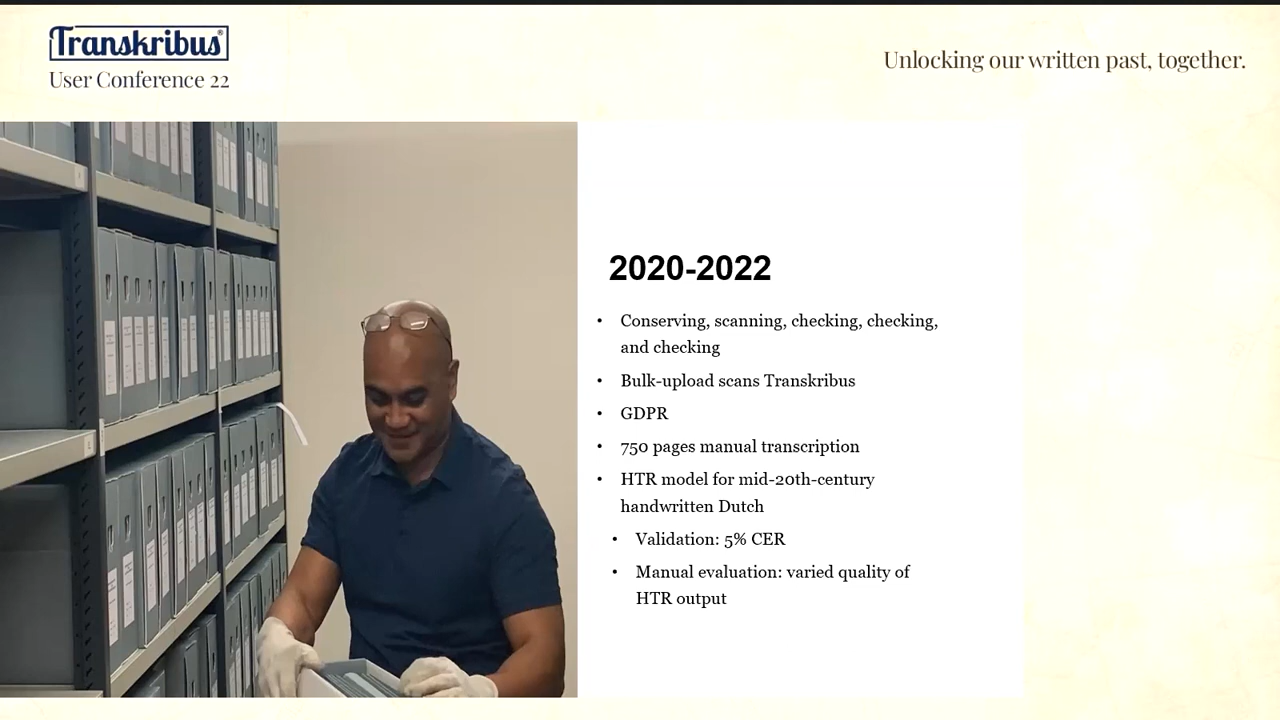 Transkribus®
User Conference 22
Unlocking our written past, together.
2020-2022
• Conserving, scanning, checking, checking,
and checking
• Bulk-upload scans Transkribus
• GDPR
• 750 pages manual transcription
• HTR model for mid-20th-century
handwritten Dutch
• Validation: 5% CER
• Manual evaluation: varied quality of
HTR output